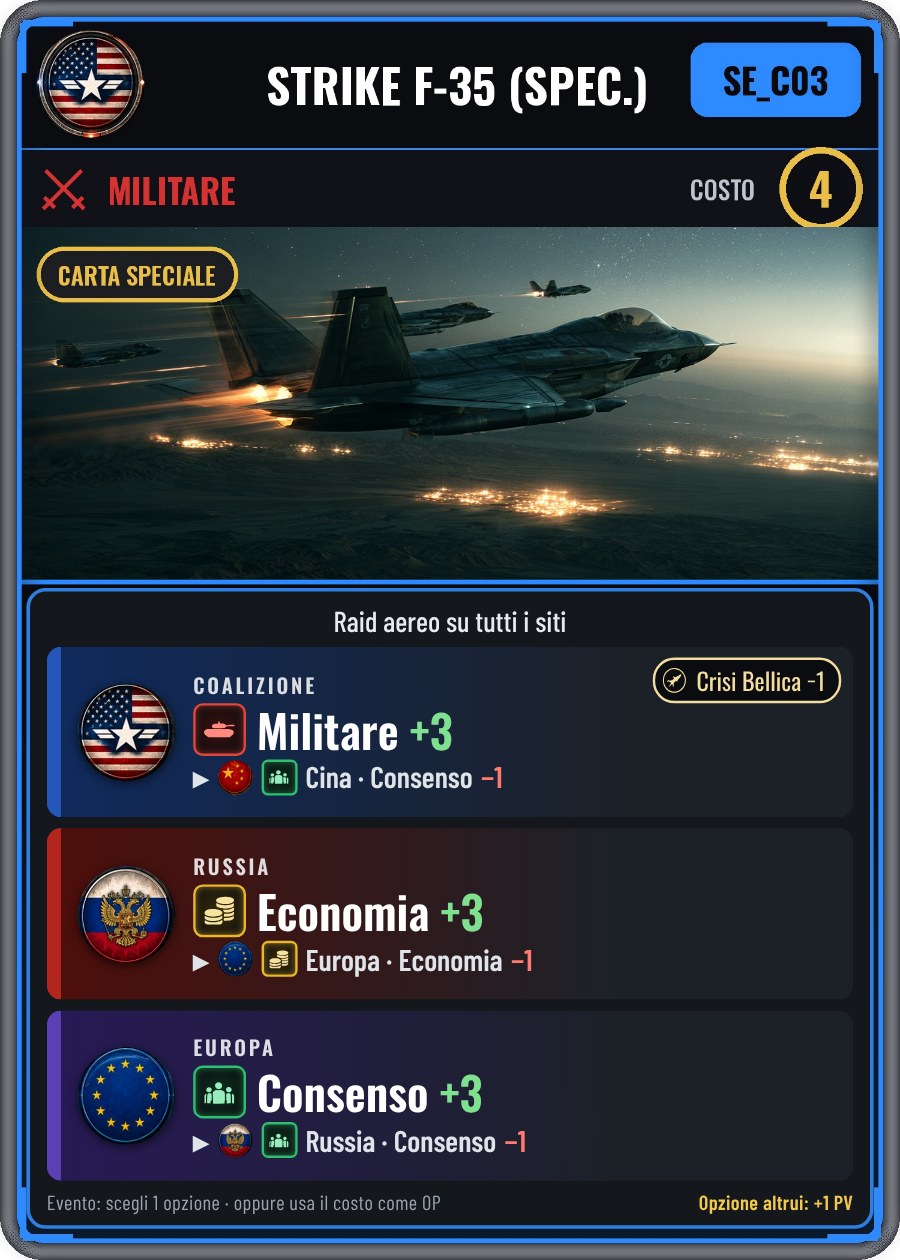 STRIKE F-35 (SPEC.)
SE_C03
MILITARE
COSTO
4
CARTA SPECIALE
Raid aereo su tutti i siti
COALIZIONE
Crisi Bellica −1
Militare +3
▶ Cina · Consenso −1
RUSSIA
Economia +3
▶ Europa · Economia −1
EUROPA
Consenso +3
▶ Russia · Consenso −1
Evento: scegli 1 opzione · oppure usa il costo come OP
Opzione altrui: +1 PV